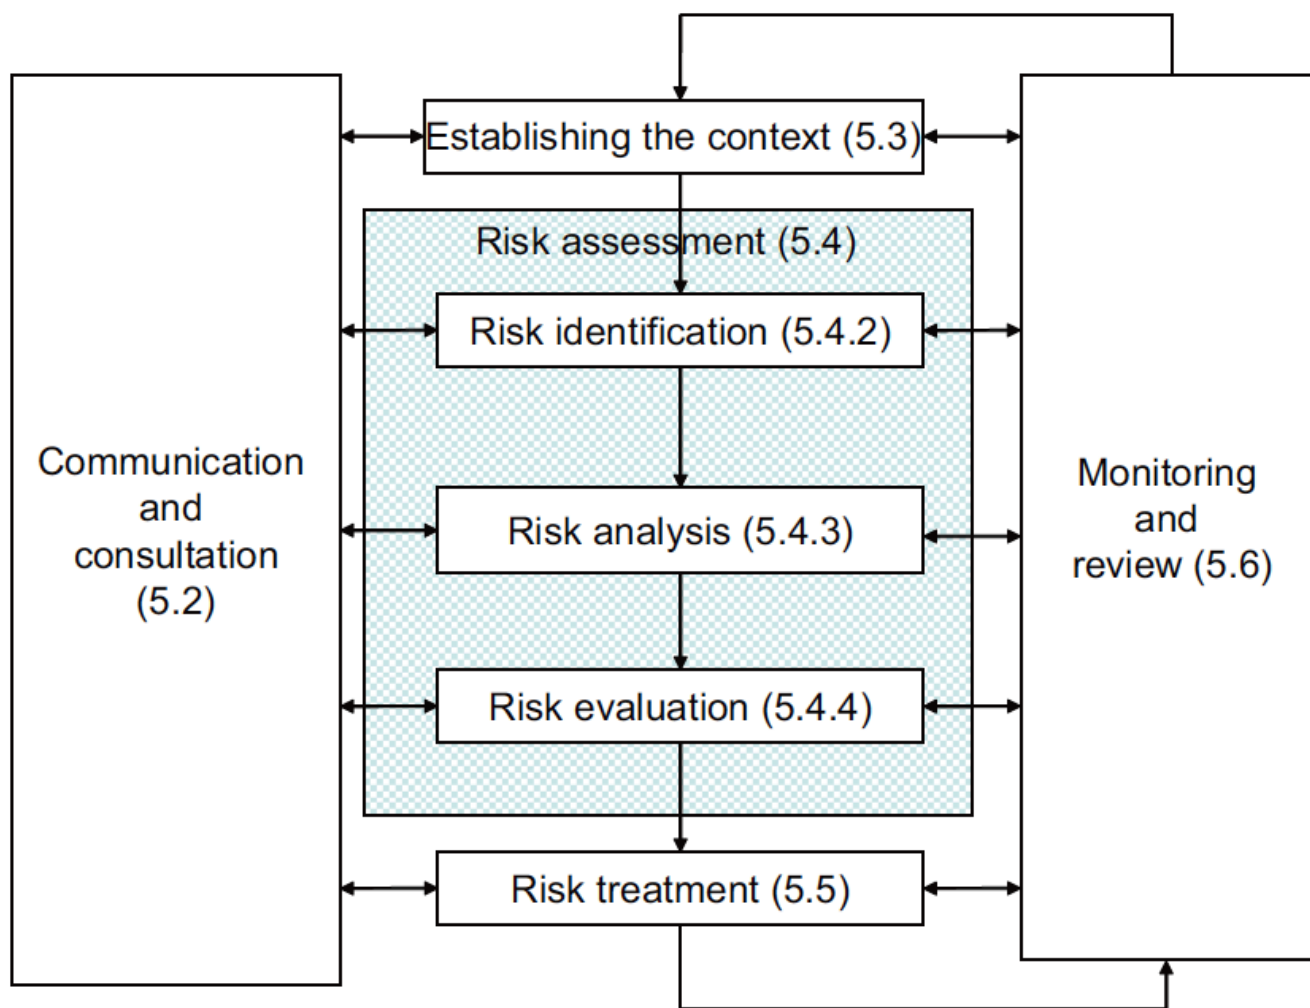 Establishing the context (5.3)
Risk assessment (5.4)
Risk identification (5.4.2)
Communication
and
consultation
(5.2)
Risk analysis (5.4.3)
Monitoring
and
review (5.6)
Risk evaluation (5.4.4)
Risk treatment (5.5)